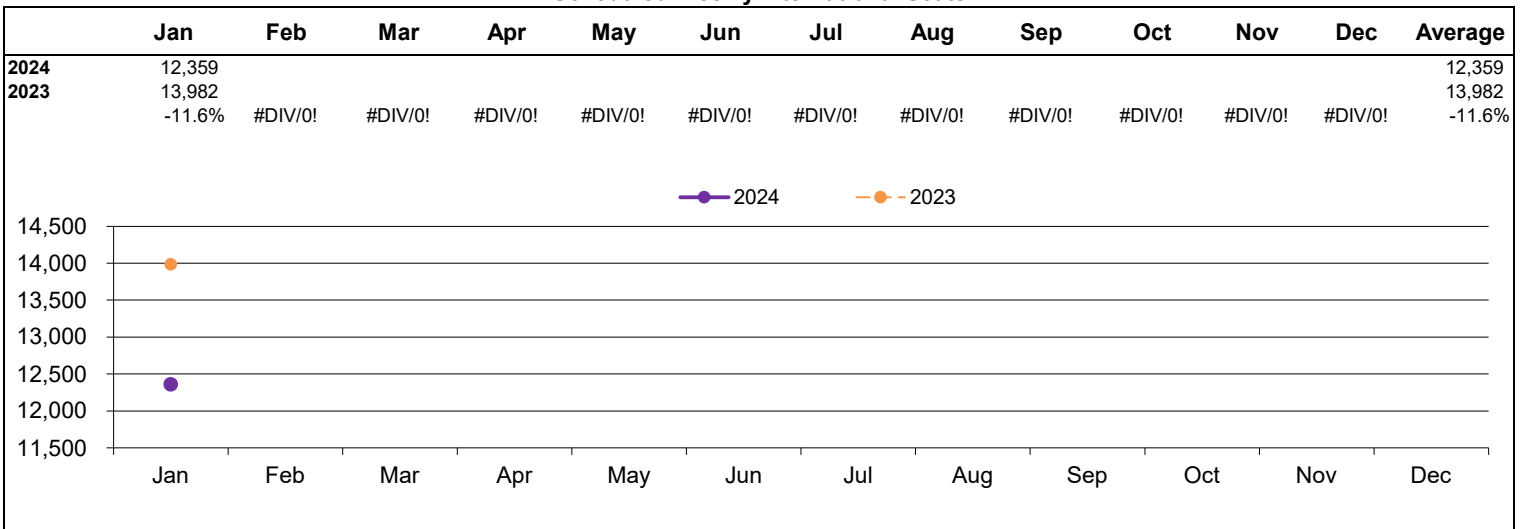 Jan Feb Mar Apr May Jun Jul Aug Sep Oct Nov Dec Average
2024 12,359 12,359
2023 13,982 13,982
-11.6% #DIV/0! #DIV/0! #DIV/0! #DIV/0! #DIV/0! #DIV/0! #DIV/0! #DIV/0! #DIV/0! #DIV/0! #DIV/0! -11.6%
2024 2023
14,500
14,000
13,500
13,000
12,500
12,000
11,500
Jan Feb Mar Apr May Jun Jul Aug Sep Oct Nov Dec